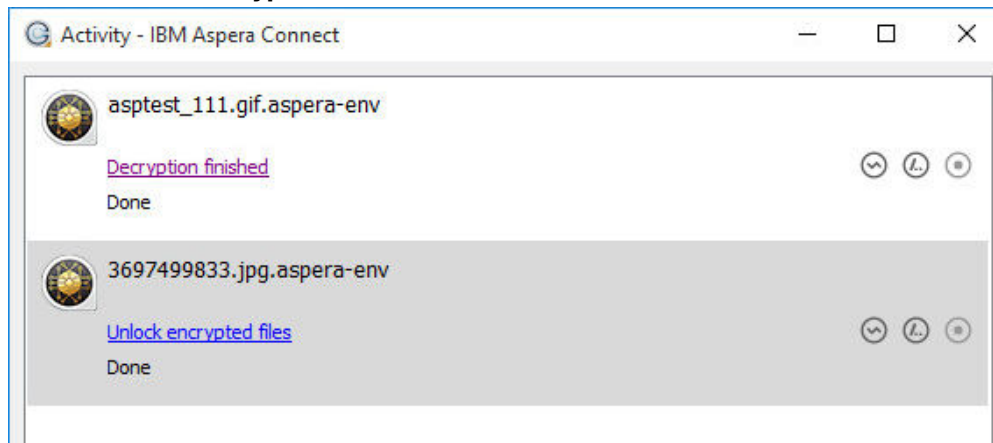 Activity - IBM Aspera Connect
asptest_111.gif.aspera-env
Decryption finished
Done
3697499833.jpg.aspera-env
Unlock encrypted files
Done